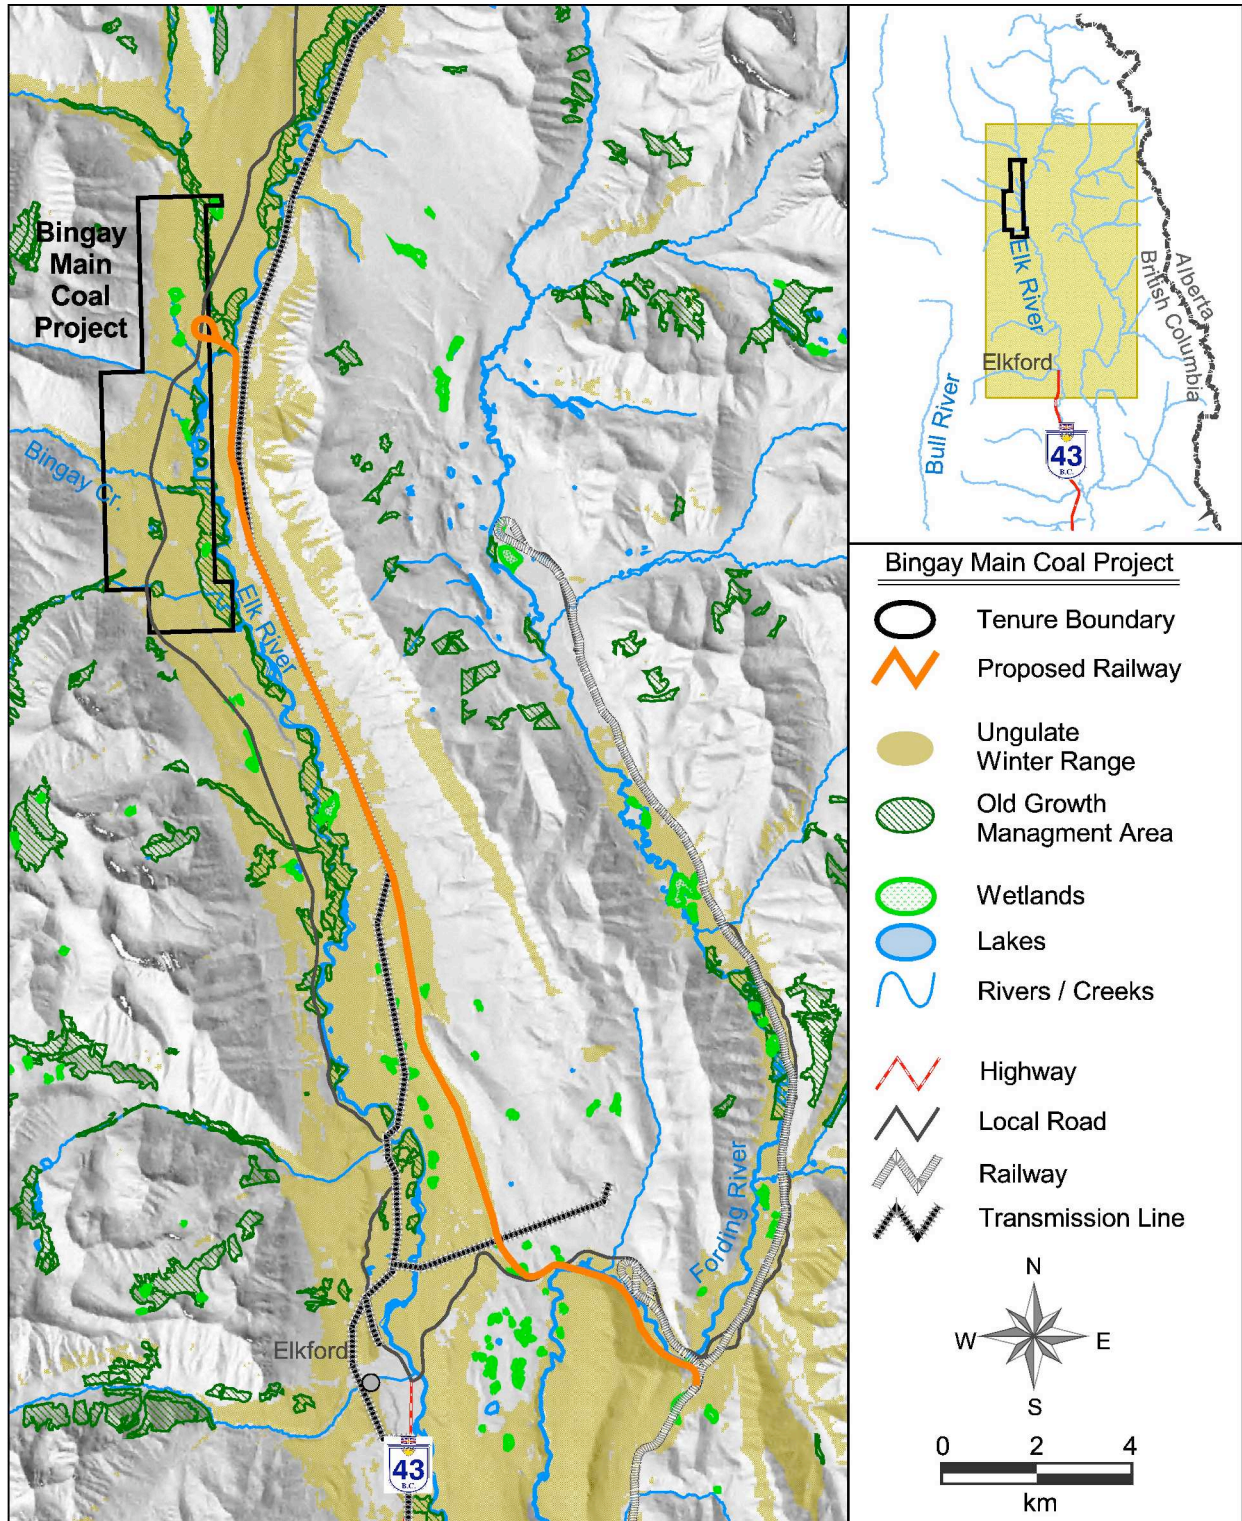 Bingay
Main
Coal
Project
Bingay Cr.
Elk River
Fording River
Elkford
43
B.C.
Elk River
Bull River
Alberta
British Columbia
Elkford
43
B.C.
Bingay Main Coal Project
Tenure Boundary
Proposed Railway
Ungulate
Winter Range
Old Growth
Managment Area
Wetlands
Lakes
Rivers / Creeks
Highway
Local Road
Railway
Transmission Line
N
W E
S
0 2 4
km